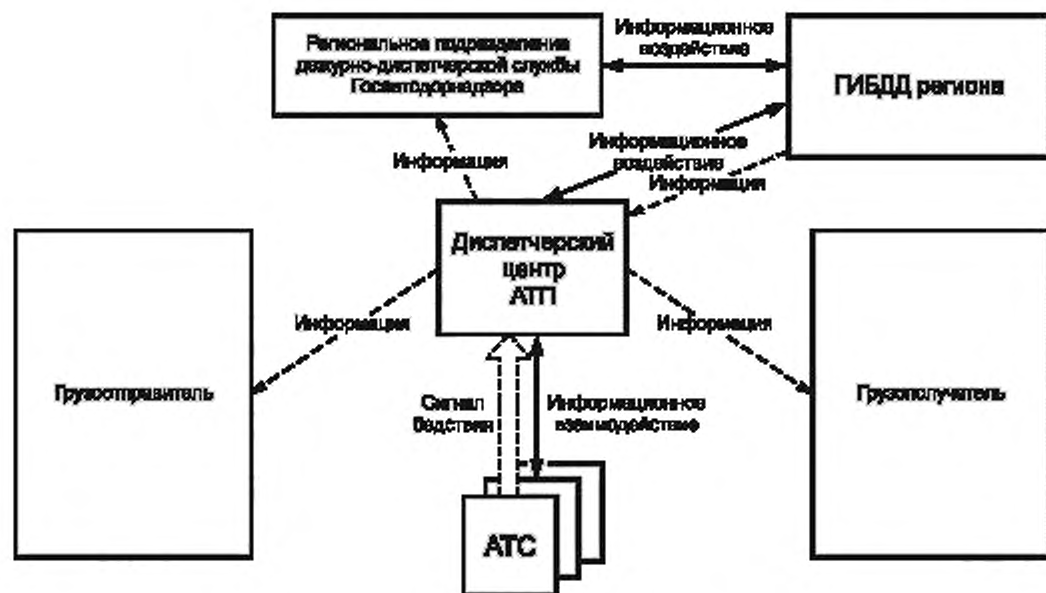 Региональное подразделение
дежурно-диспетчерской службы
Госавтодорнадзора
Информационное
воздействие
ГИБДД региона
Информация
Информационное
воздействие
Информация
Диспетчерский
центр
АТП
Информация
Информация
Грузоотправитель
Грузополучатель
Сигнал
бедствия
Информационное
взаимодействие
АТС